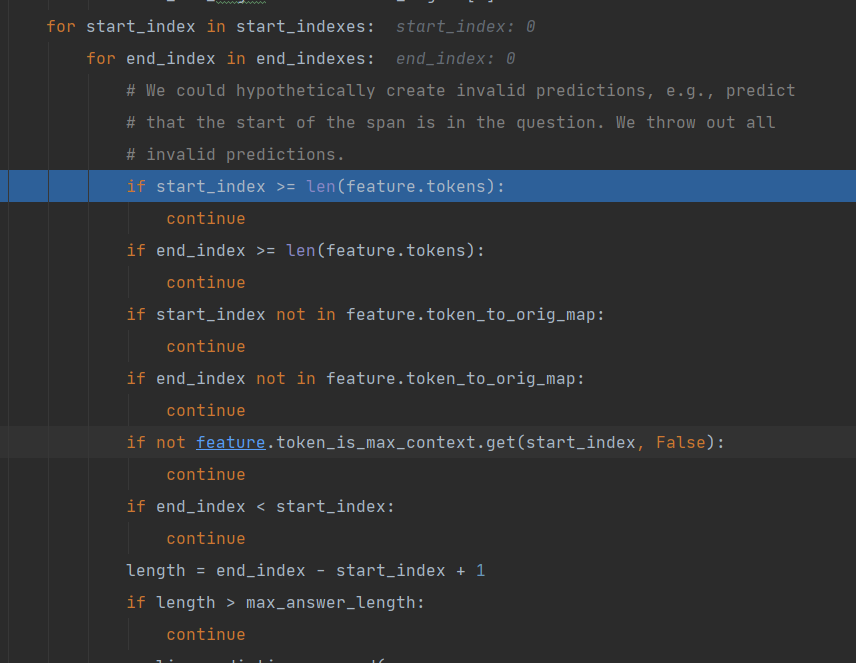 for start_index in start_indexes:  start_index: 0
for end_index in end_indexes:  end_index: 0
# We could hypothetically create invalid predictions, e.g., predict
# that the start of the span is in the question. We throw out all
# invalid predictions.
if start_index >= len(feature.tokens):
continue
if end_index >= len(feature.tokens):
continue
if start_index not in feature.token_to_orig_map:
continue
if end_index not in feature.token_to_orig_map:
continue
if not feature.token_is_max_context.get(start_index, False):
continue
if end_index < start_index:
continue
length = end_index - start_index + 1
if length > max_answer_length:
continue